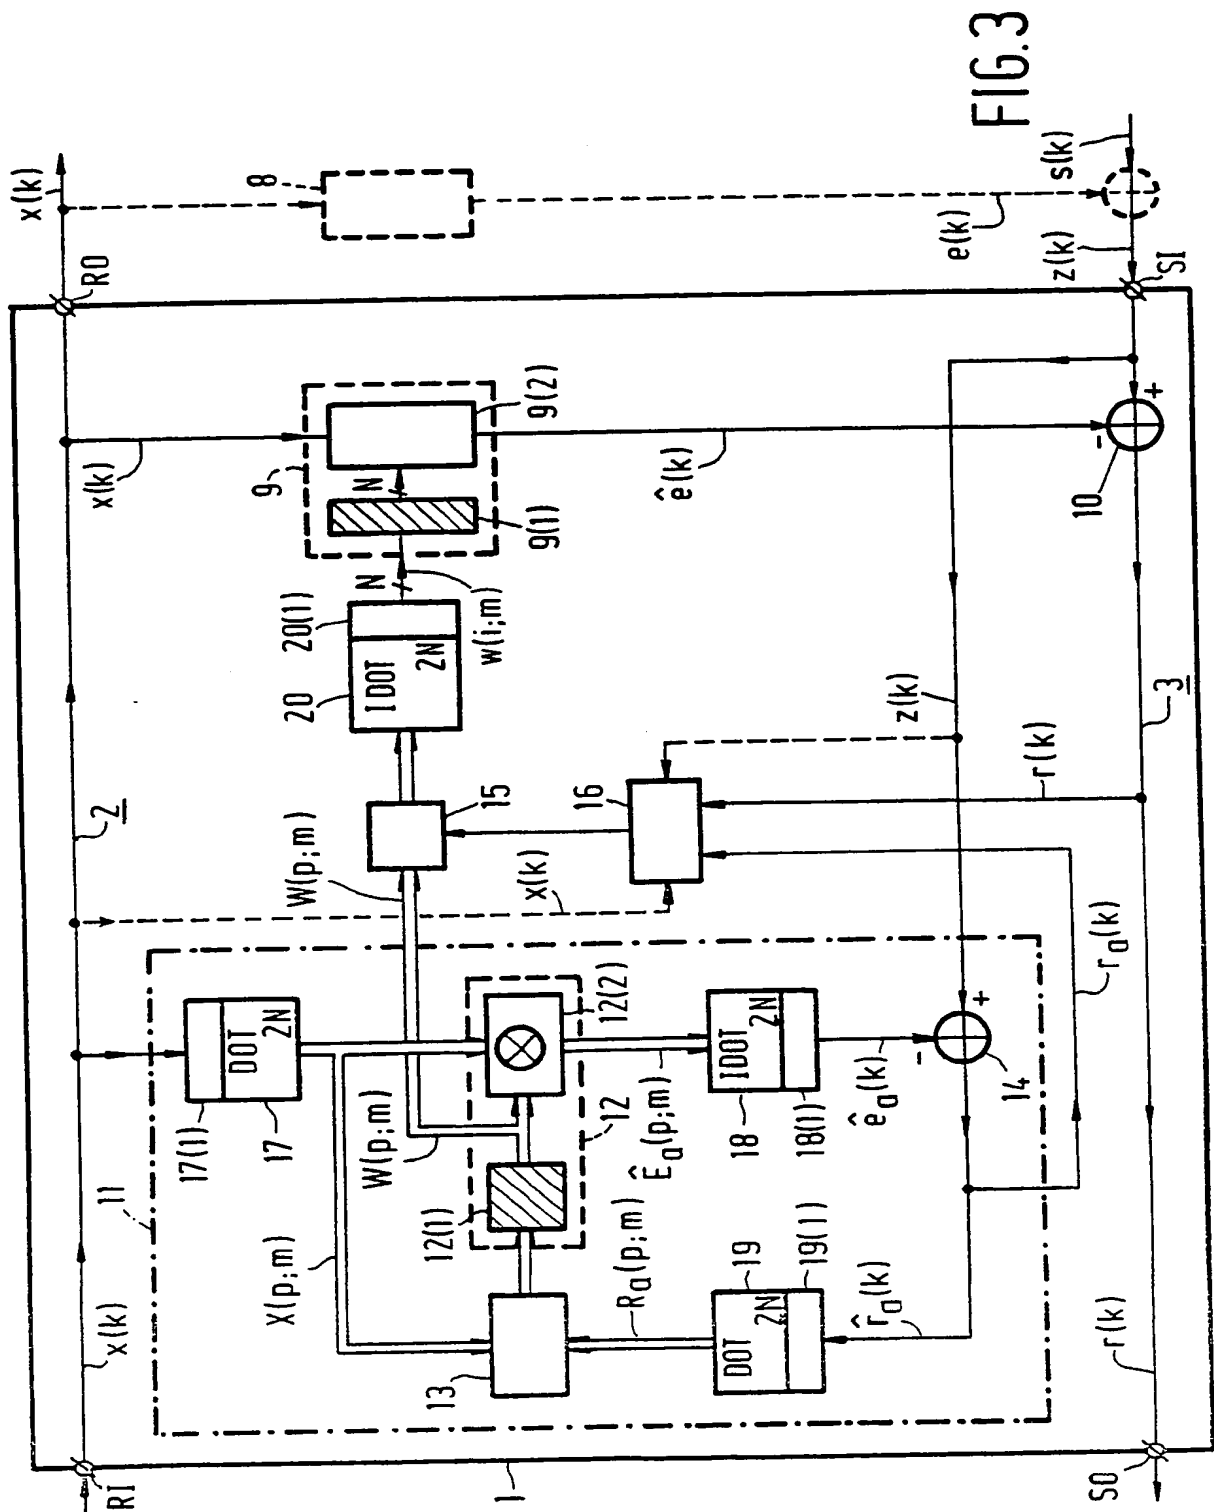 FIG.3
x(k)
8
e(k)
s(k)
z(k)
RO
SI
x(k)
9
9(2)
N
9(1)
ê(k)
-
+
10
N
20(1)
w(i;m)
20
IDOT
2N
z(k)
3
r(k)
2
15
16
W(p;m)
x(k)
r_a(k)
17(1)
DOT
2N
17
11
12(2)
W(p;m)
12
12(1)
Ê_a(p;m)
IDOT
2N
18
18(1)
ê_a(k)
-
+
14
X(p;m)
R_a(p;m)
19
DOT
2N
19(1)
r̂_a(k)
13
x(k)
r(k)
RI
1
SO